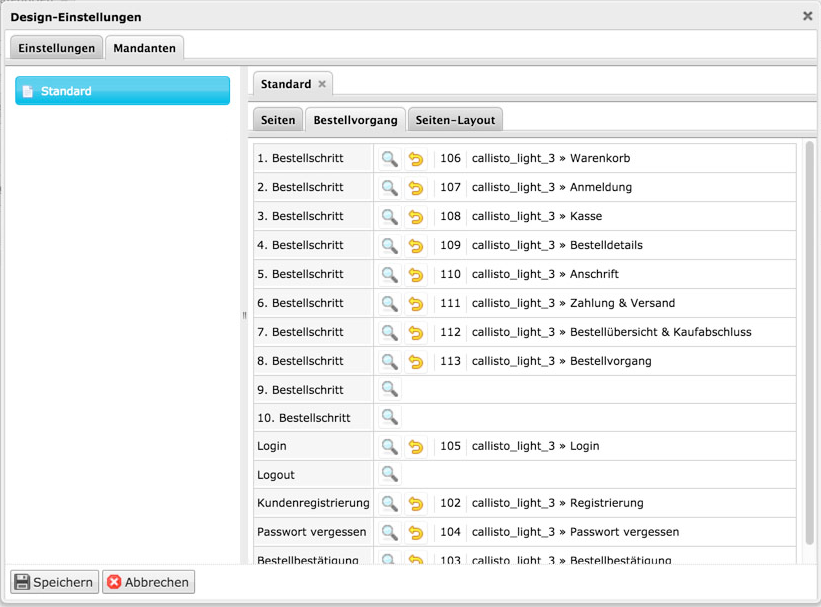 Design-Einstellungen
Einstellungen Mandanten
Standard
Standard
Seiten Bestellvorgang Seiten-Layout
1. Bestellschritt 106 callisto_light_3 » Warenkorb
2. Bestellschritt 107 callisto_light_3 » Anmeldung
3. Bestellschritt 108 callisto_light_3 » Kasse
4. Bestellschritt 109 callisto_light_3 » Bestelldetails
5. Bestellschritt 110 callisto_light_3 » Anschrift
6. Bestellschritt 111 callisto_light_3 » Zahlung & Versand
7. Bestellschritt 112 callisto_light_3 » Bestellübersicht & Kaufabschluss
8. Bestellschritt 113 callisto_light_3 » Bestellvorgang
9. Bestellschritt
10. Bestellschritt
Login 105 callisto_light_3 » Login
Logout
Kundenregistrierung 102 callisto_light_3 » Registrierung
Passwort vergessen 104 callisto_light_3 » Passwort vergessen
Bestellbestätigung 103 callisto_light_3 » Bestellbestätigung
Speichern Abbrechen